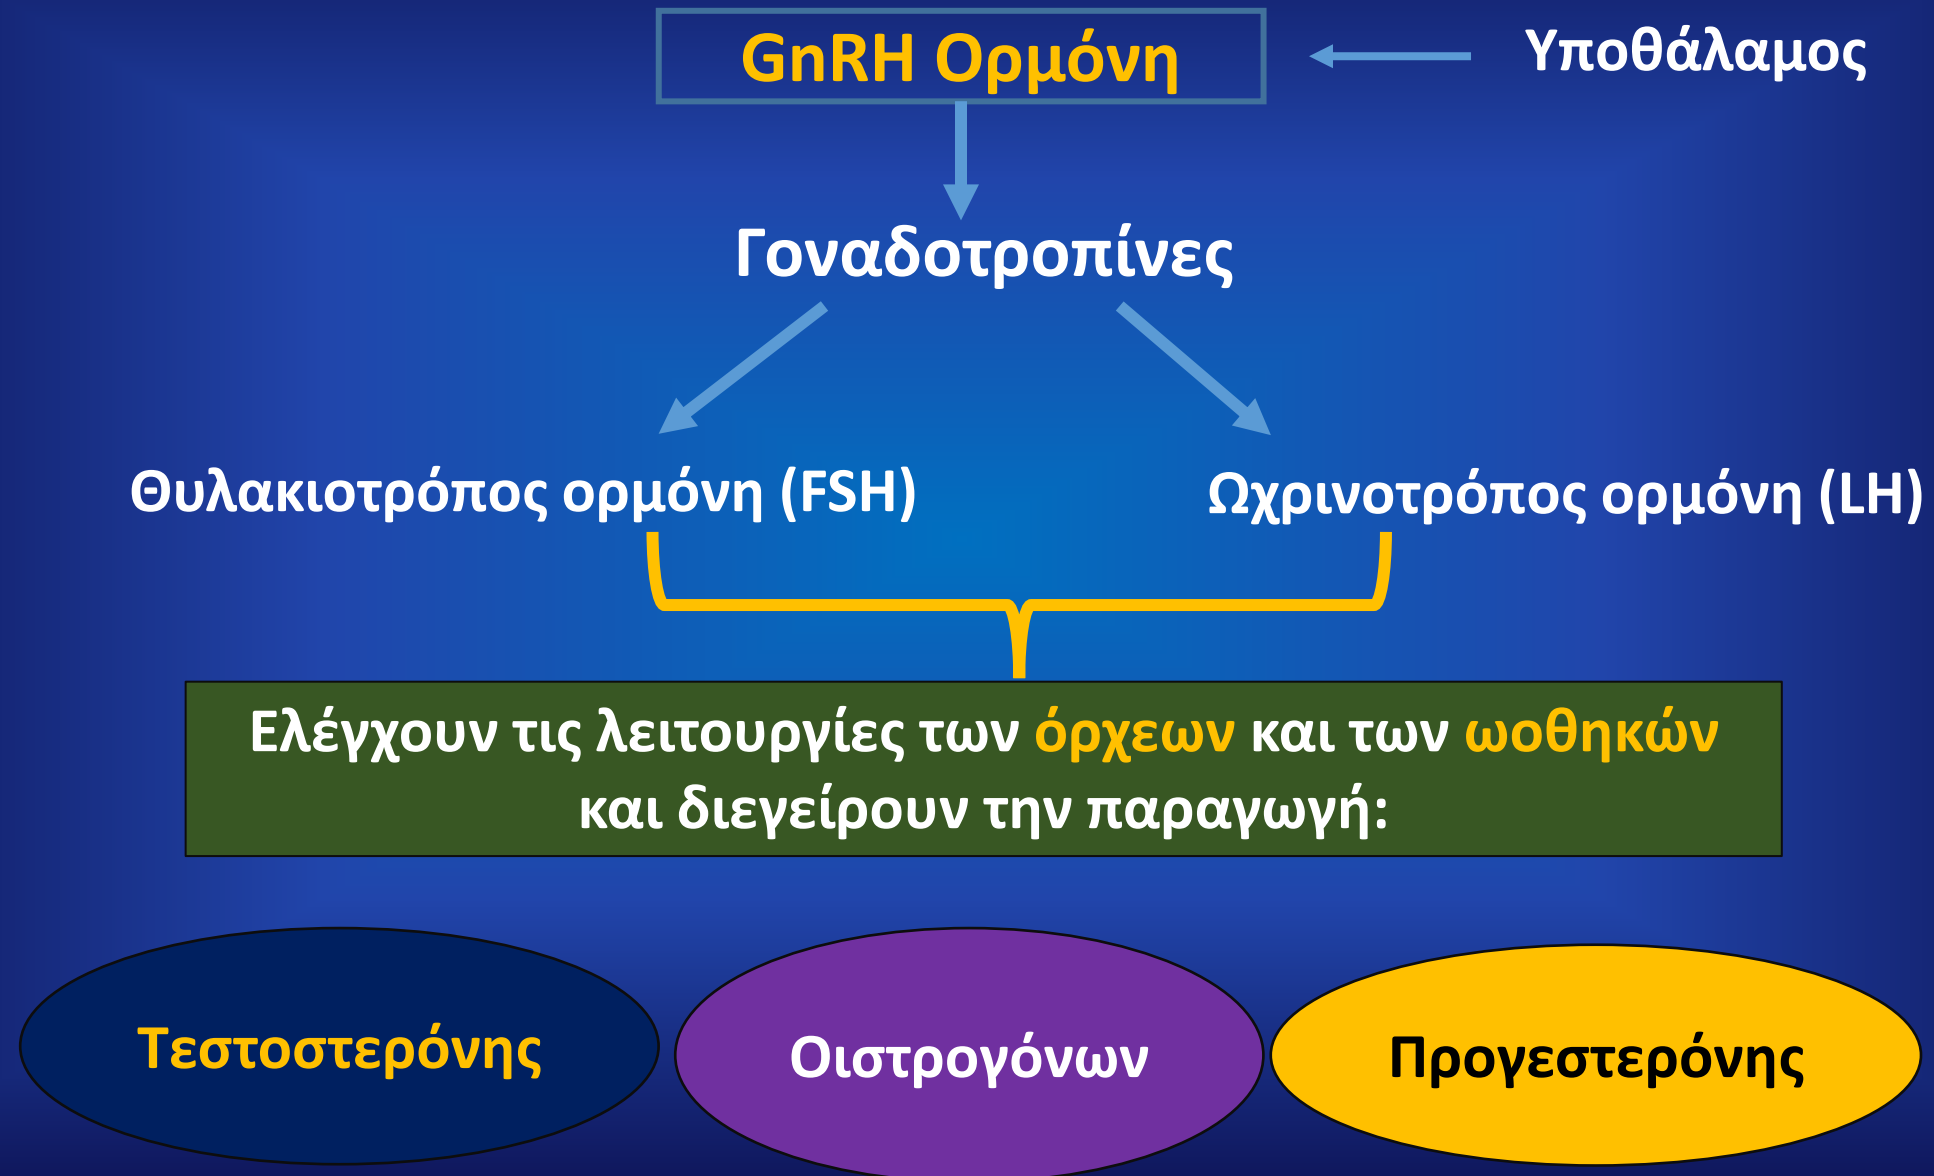 GnRH Ορμόνη
Υποθάλαμος
Γοναδοτροπίνες
Θυλακιοτρόπος ορμόνη (FSH)
Ωχρινοτρόπος ορμόνη (LH)
Ελέγχουν τις λειτουργίες των όρχεων και των ωοθηκών
και διεγείρουν την παραγωγή:
Τεστοστερόνης
Οιστρογόνων
Προγεστερόνης